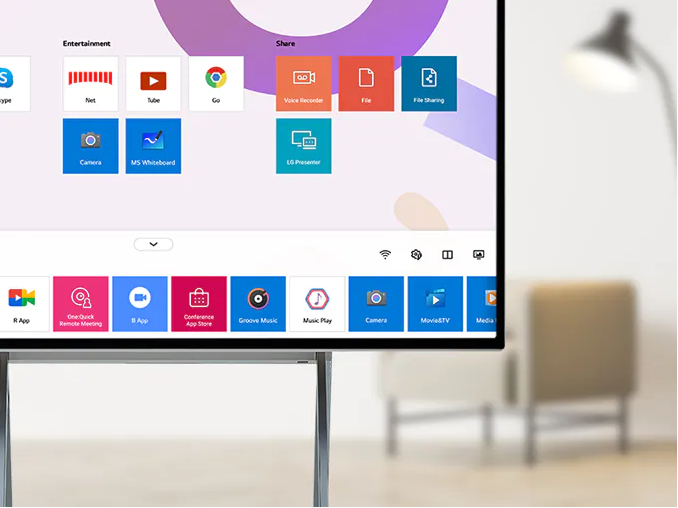 Entertainment
Share
kype
Net
Tube
Go
Voice Recorder
File
File Sharing
Camera
MS Whiteboard
LG Presenter
R App
One:Quick
Remote Meeting
B App
Conference
App Store
Groove Music
Music Play
Camera
Movie&TV
Media